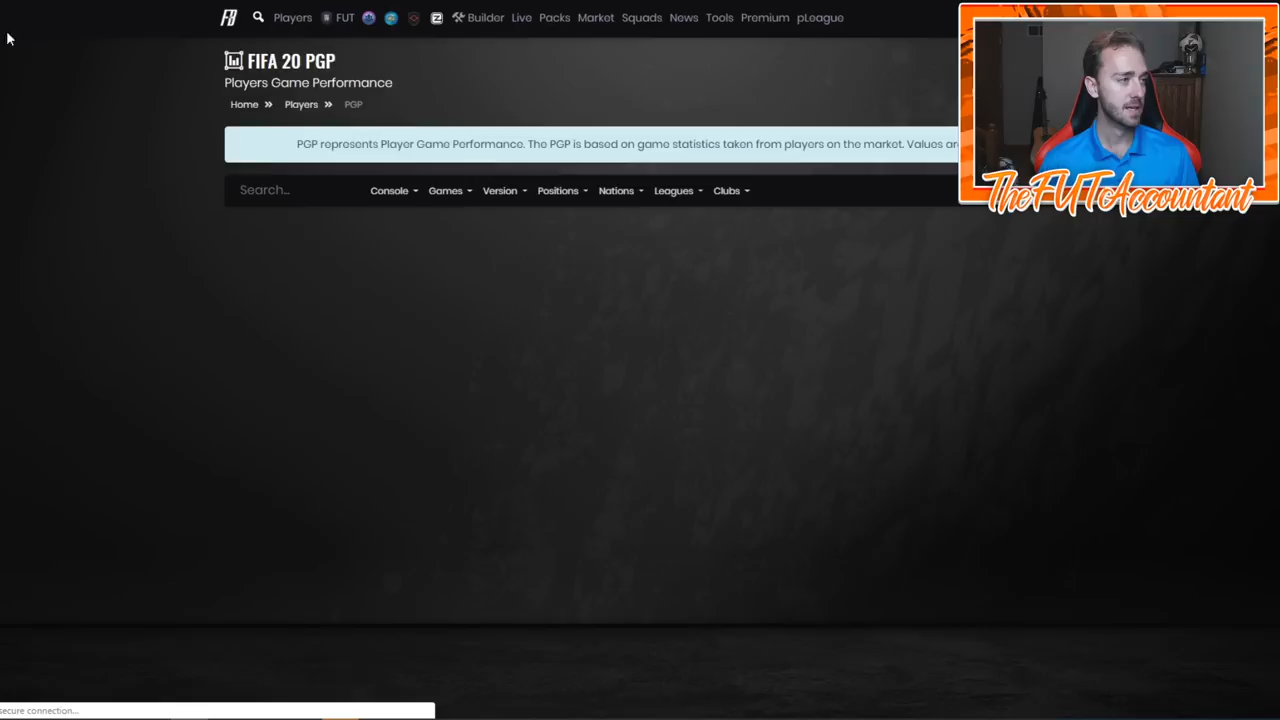 Players FUT Builder Live Packs Market Squads News Tools Premium pLeague
FIFA 20 PGP
Players Game Performance
Home » Players » PGP
PGP represents Player Game Performance. The PGP is based on game statistics taken from players on the market. Values are
Search... Console Games Version Positions Nations Leagues Clubs
TheFUTAccountant
secure connection...